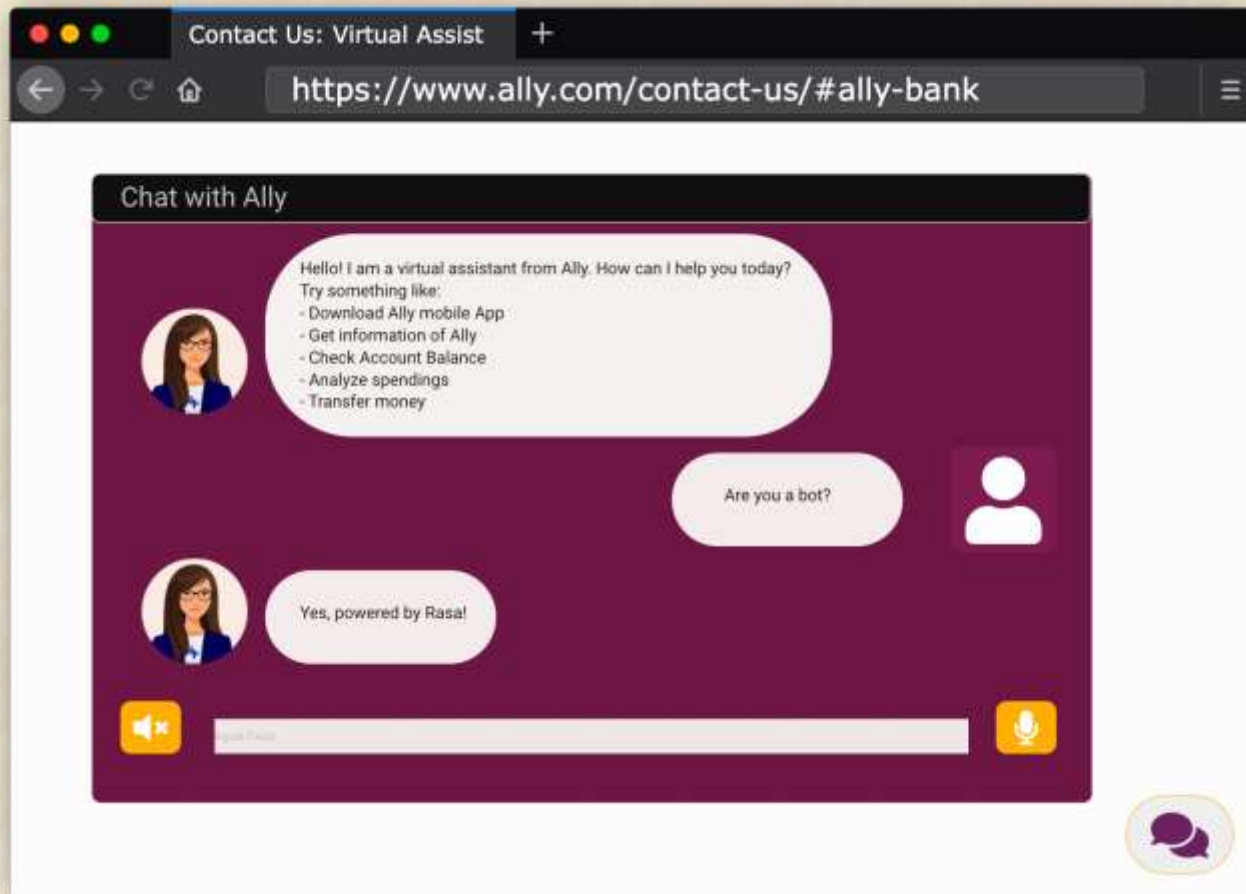 Contact Us: Virtual Assist
https://www.ally.com/contact-us/#ally-bank
Chat with Ally
Hello! I am a virtual assistant from Ally. How can I help you today?
Try something like:
- Download Ally mobile App
- Get information of Ally
- Check Account Balance
- Analyze spendings
- Transfer money
Are you a bot?
Yes, powered by Rasa!